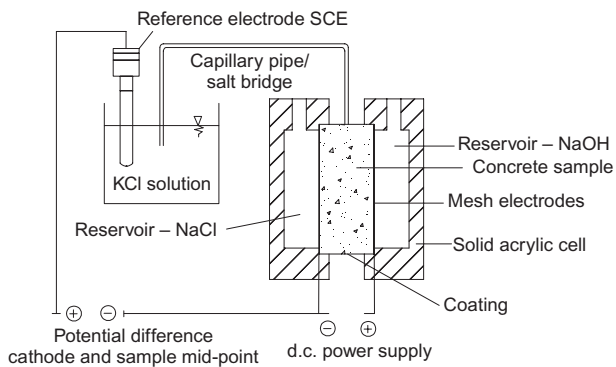 Reference electrode SCE
Capillary pipe/
salt bridge
KCl solution
Reservoir – NaOH
Concrete sample
Mesh electrodes
Reservoir – NaCl
Solid acrylic cell
Coating
+ −
− +
Potential difference
cathode and sample mid-point
d.c. power supply